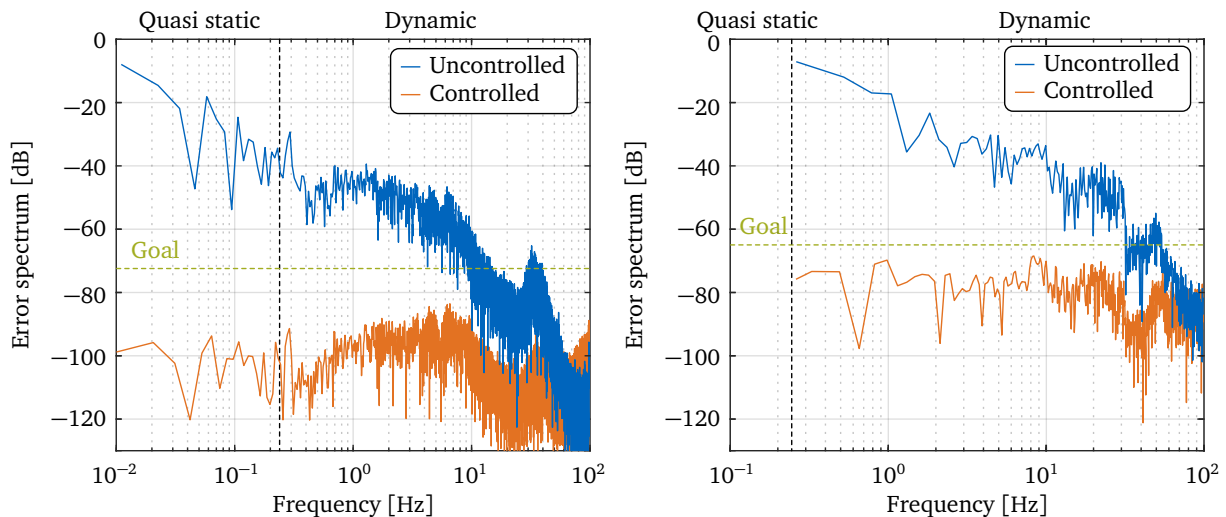 Quasi static Dynamic
0
−20
−40
−60
−80
−100
−120
Error spectrum [dB]
Uncontrolled
Controlled
Goal
10−2 10−1 100 101 102
Frequency [Hz]
Quasi static Dynamic
0
−20
−40
−60
−80
−100
−120
Error spectrum [dB]
Uncontrolled
Controlled
Goal
10−1 100 101 102
Frequency [Hz]